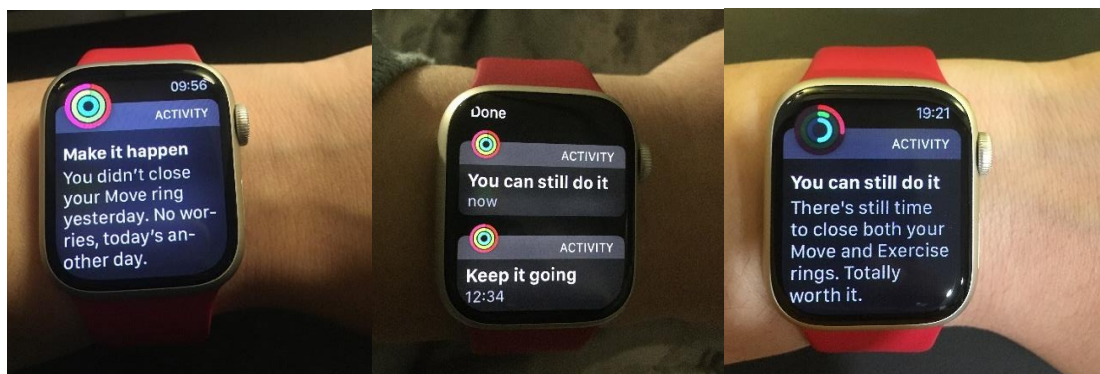 09:56
ACTIVITY
Make it happen
You didn't close
your Move ring
yesterday. No wor-
ries, today's an-
other day.
Done
ACTIVITY
You can still do it
now
ACTIVITY
Keep it going
12:34
19:21
ACTIVITY
You can still do it
There's still time
to close both your
Move and Exercise
rings. Totally
worth it.